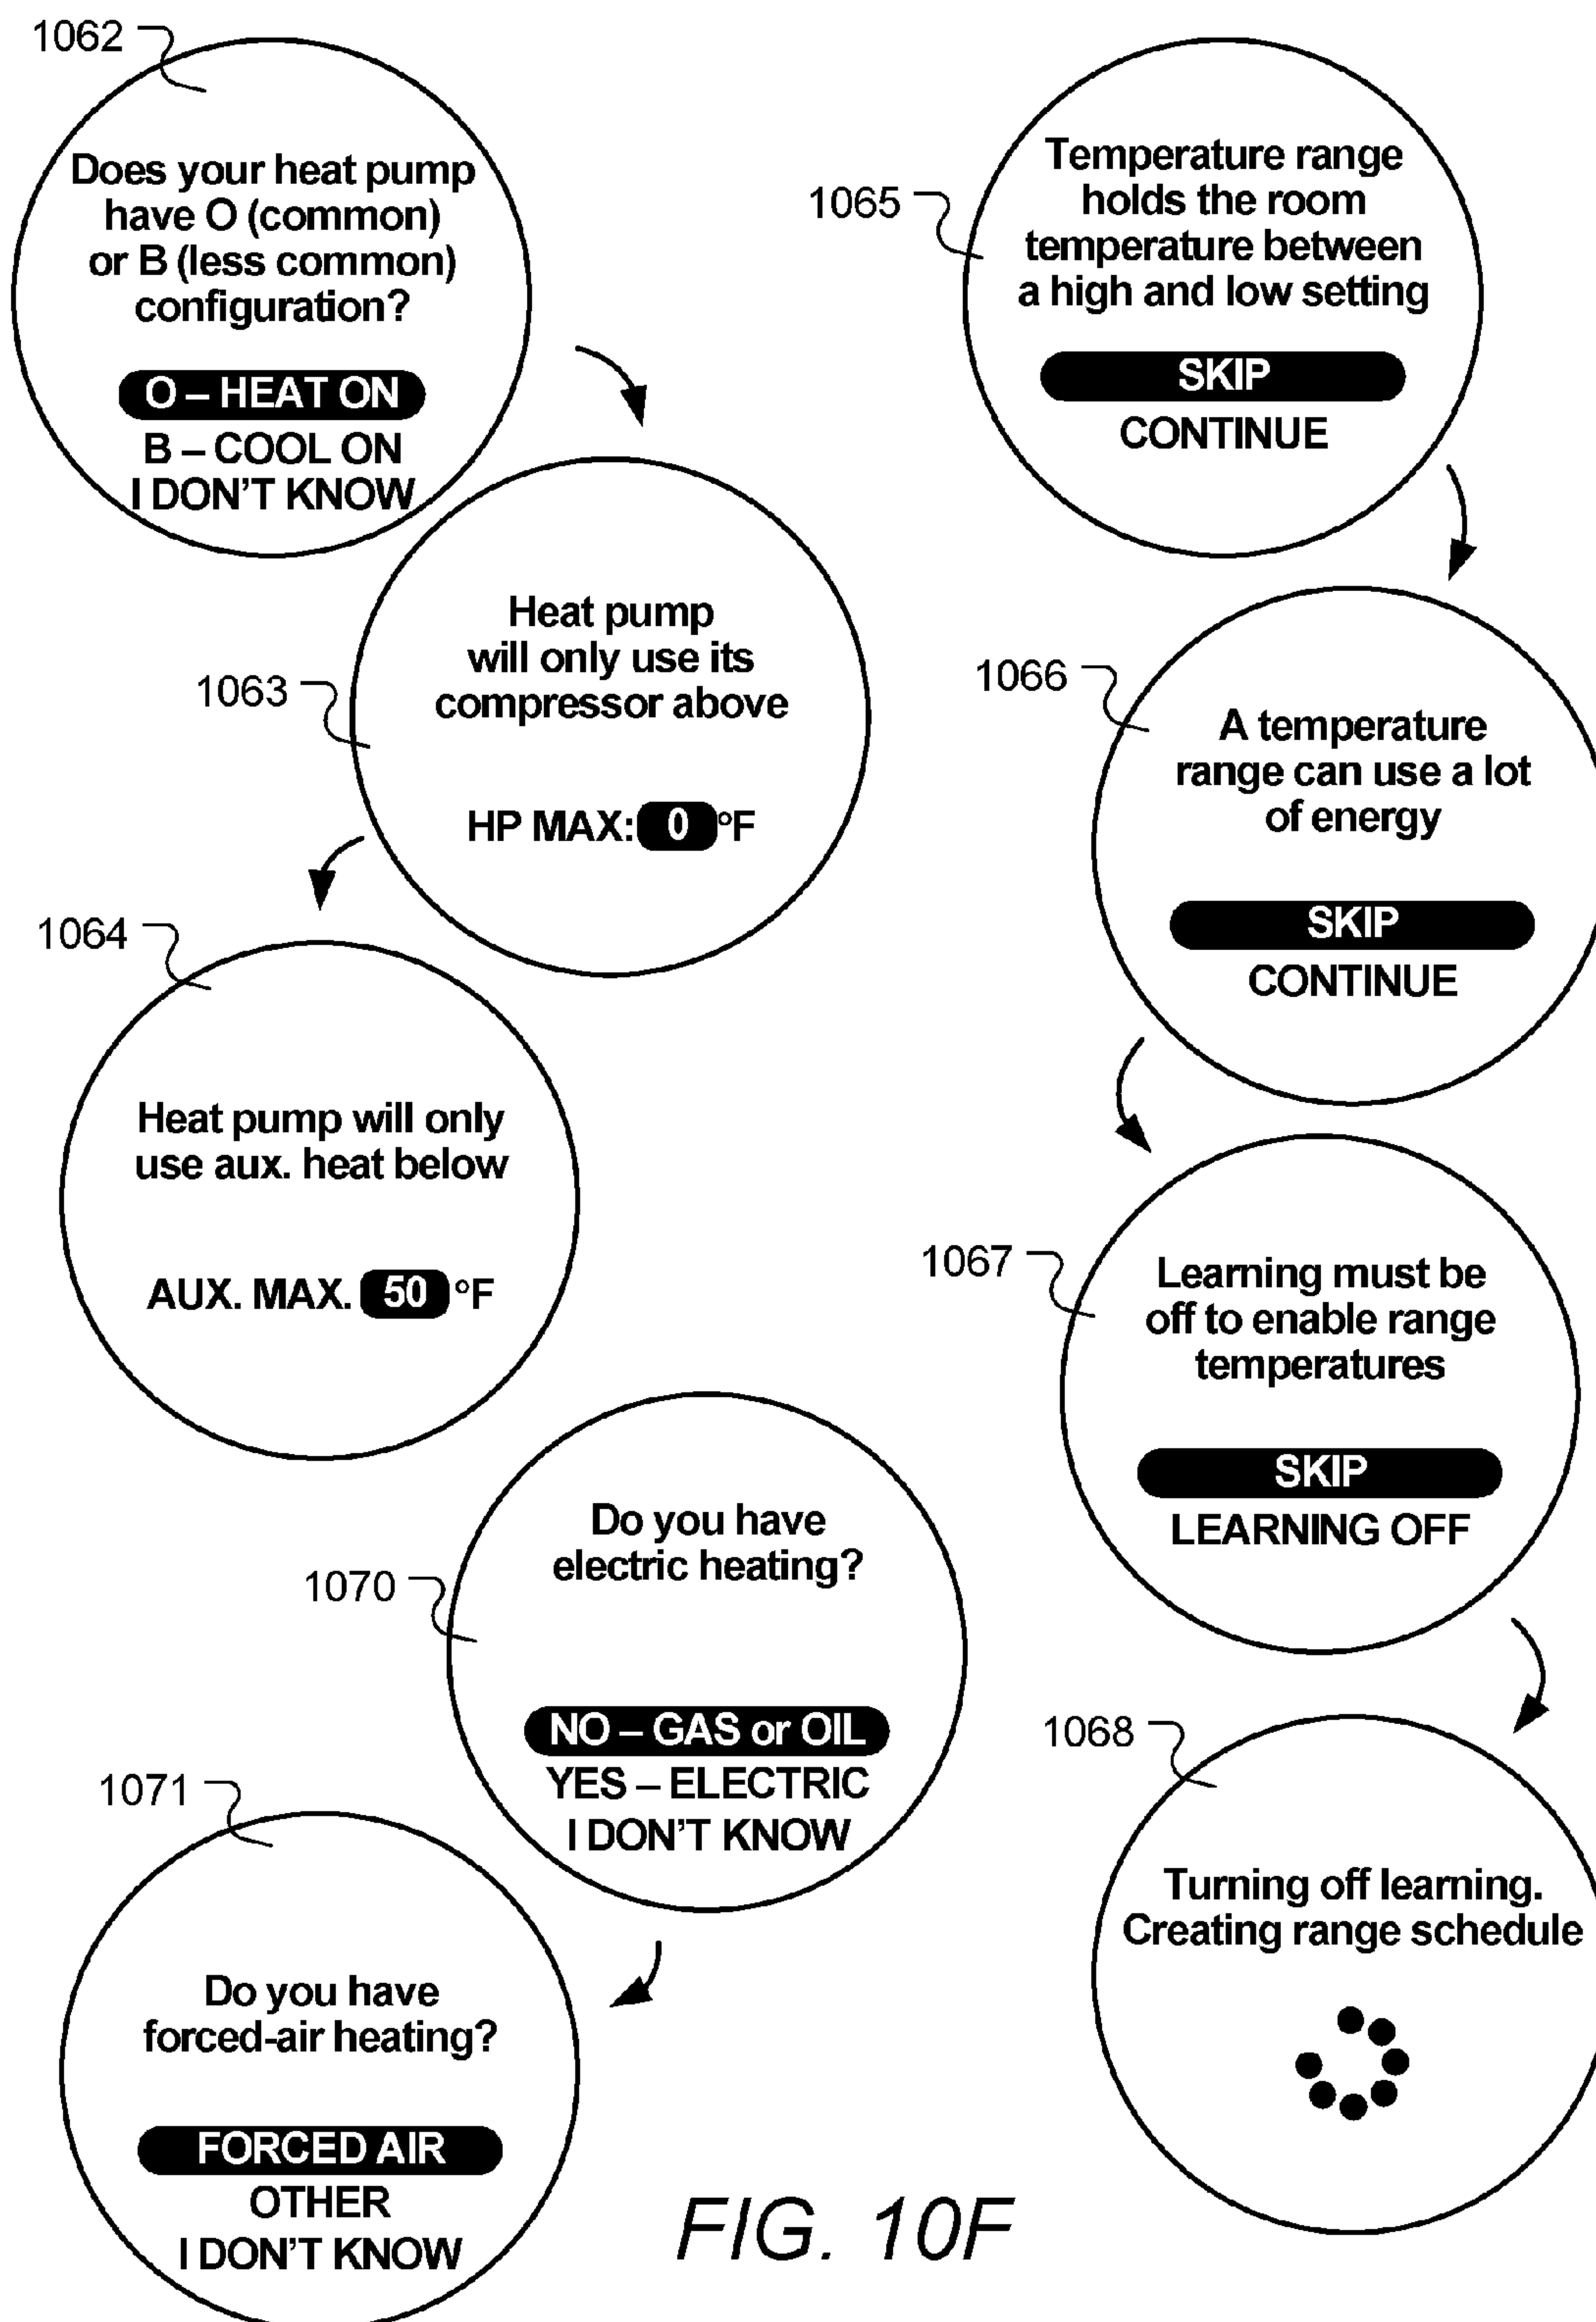 1062
Does your heat pump
have O (common)
or B (less common)
configuration?
O – HEAT ON
B – COOL ON
I DON'T KNOW
1063
Heat pump
will only use its
compressor above
HP MAX: 0 °F
1064
Heat pump will only
use aux. heat below
AUX. MAX. 50 °F
1070
Do you have
electric heating?
NO – GAS or OIL
YES – ELECTRIC
I DON'T KNOW
1071
Do you have
forced-air heating?
FORCED AIR
OTHER
I DON'T KNOW
1065
Temperature range
holds the room
temperature between
a high and low setting
SKIP
CONTINUE
1066
A temperature
range can use a lot
of energy
SKIP
CONTINUE
1067
Learning must be
off to enable range
temperatures
SKIP
LEARNING OFF
1068
Turning off learning.
Creating range schedule
FIG. 10F